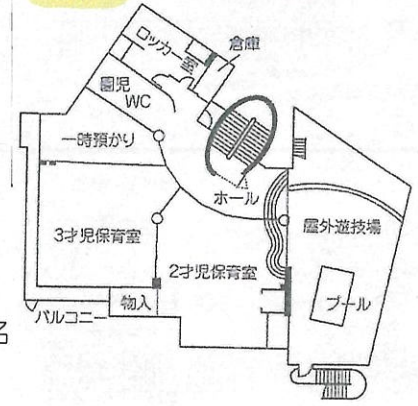 ロッカー室
倉庫
園児
WC
一時預かり
ホール
屋外遊技場
3才児保育室
2才児保育室
プール
物入
バルコニー
名